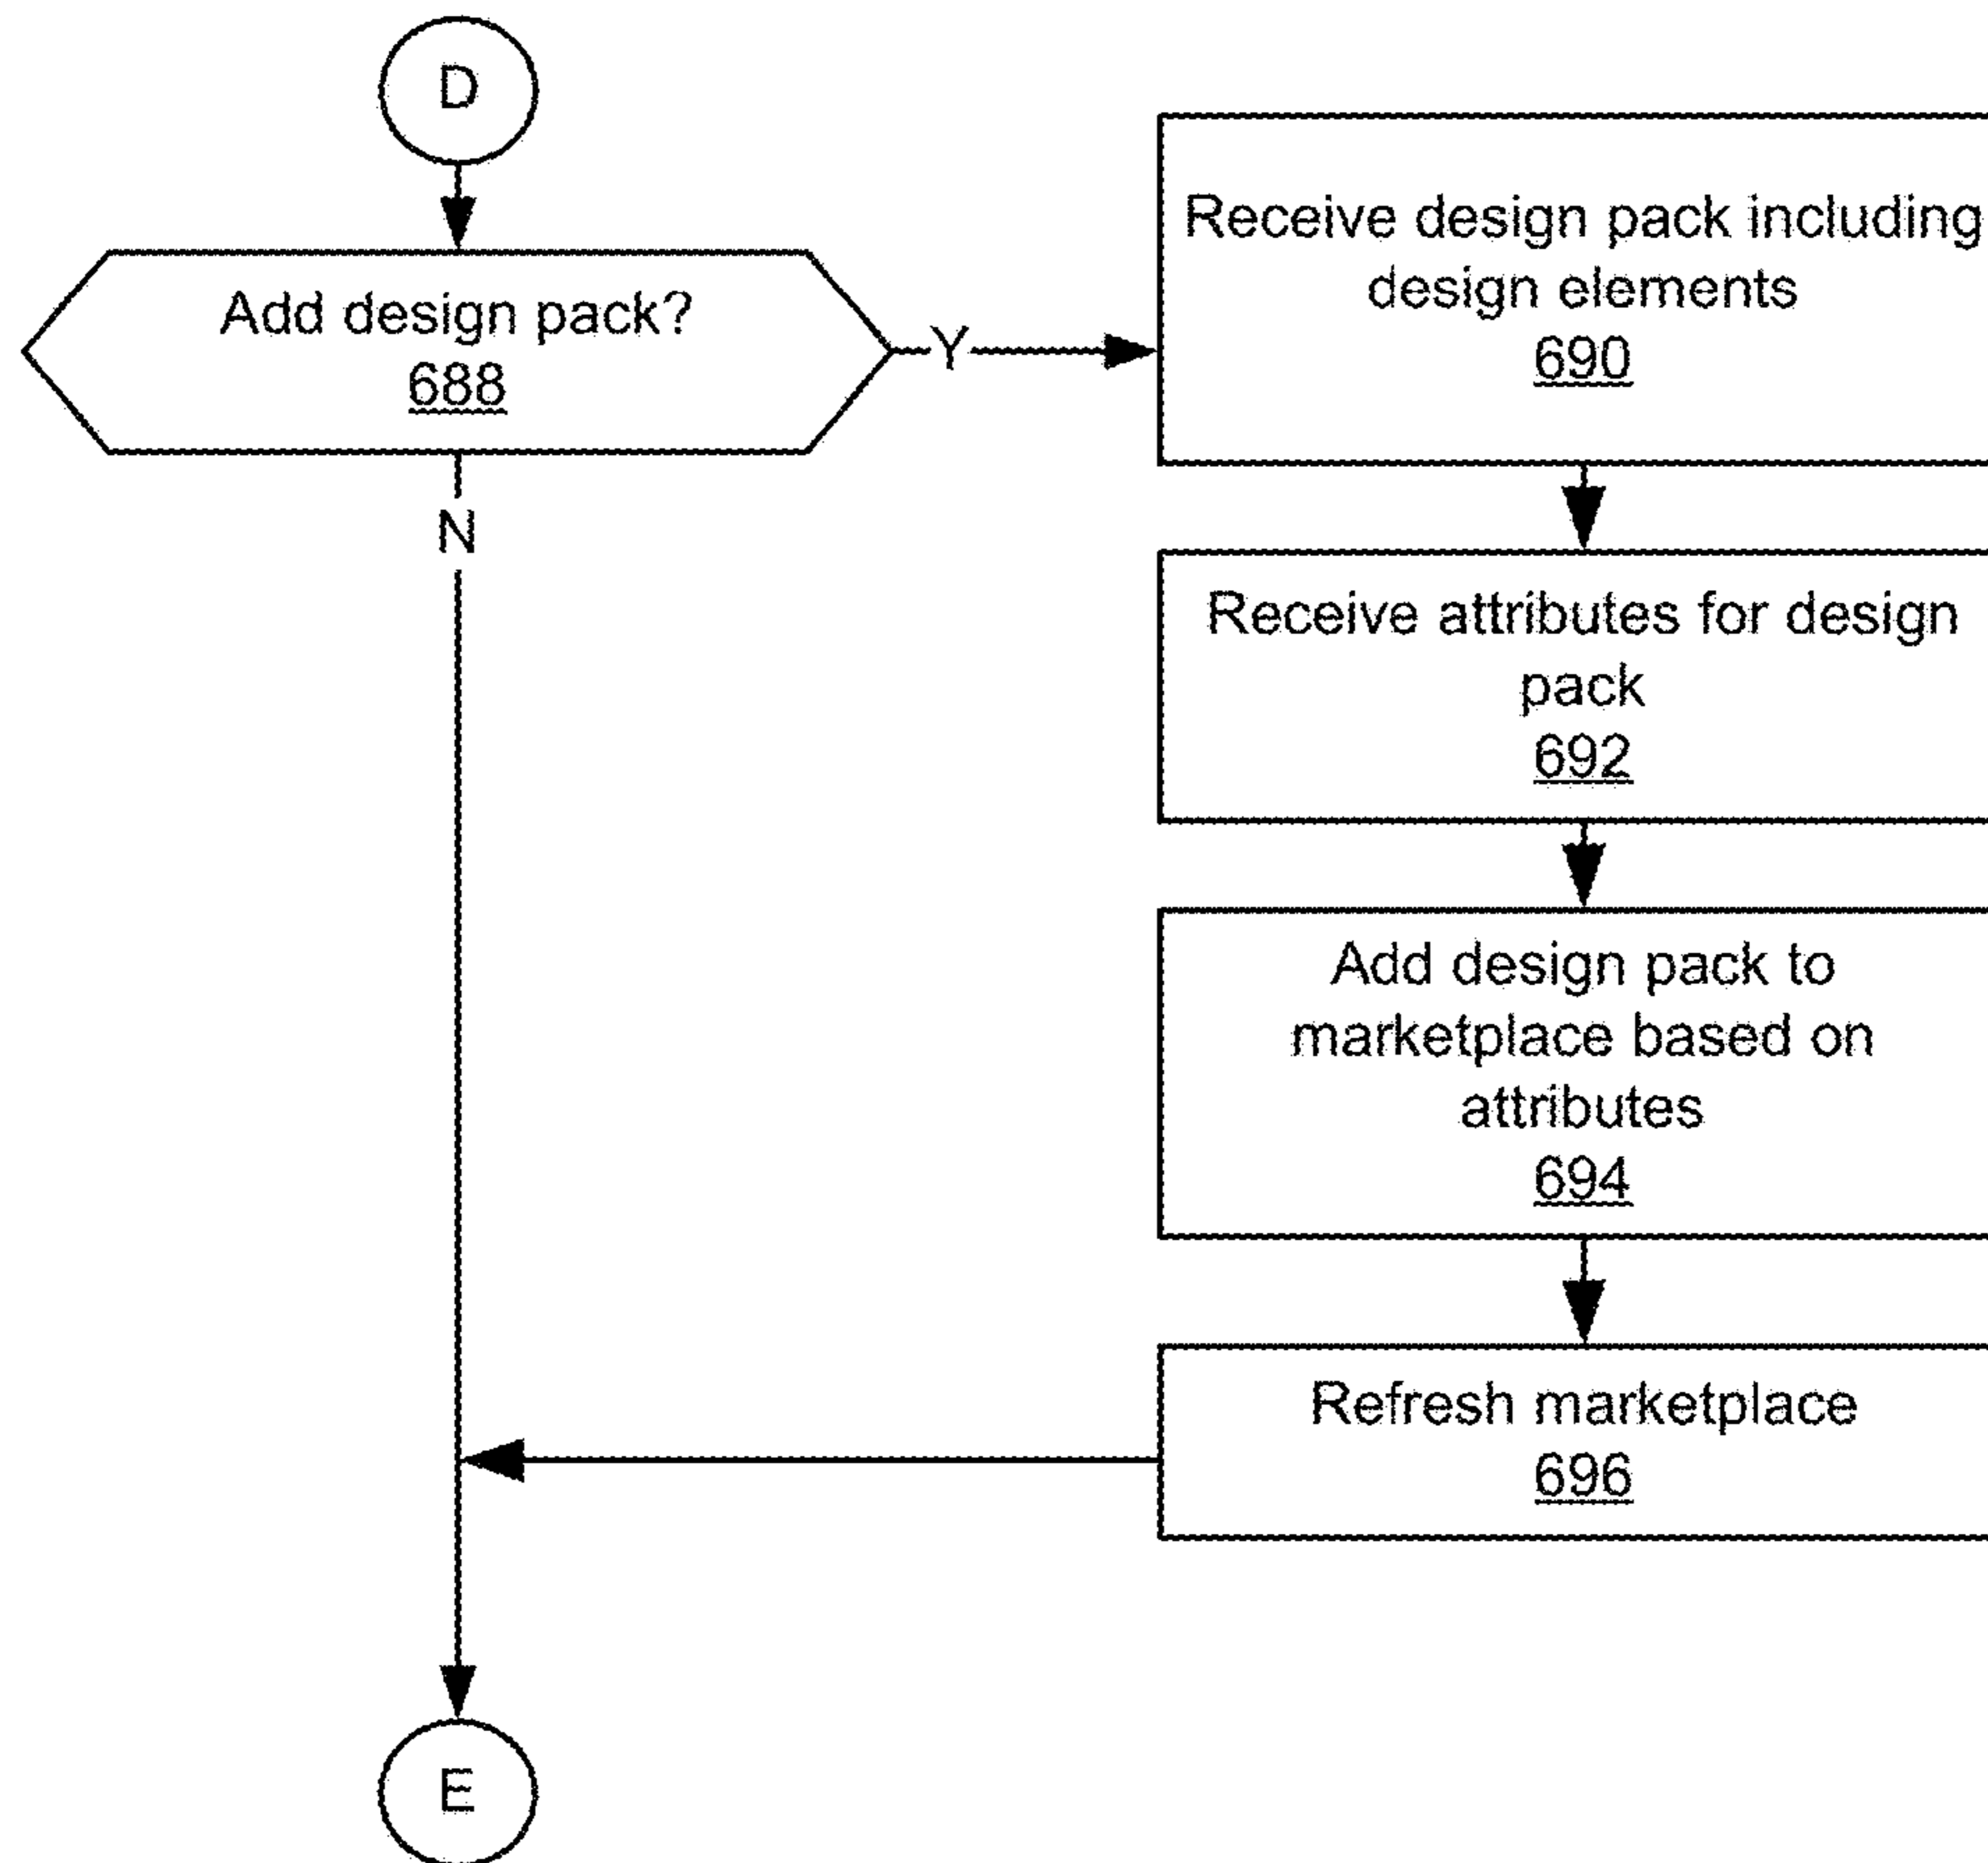 D
Add design pack?
688
Y
N
Receive design pack including
design elements
690
Receive attributes for design
pack
692
Add design pack to
marketplace based on
attributes
694
Refresh marketplace
696
E